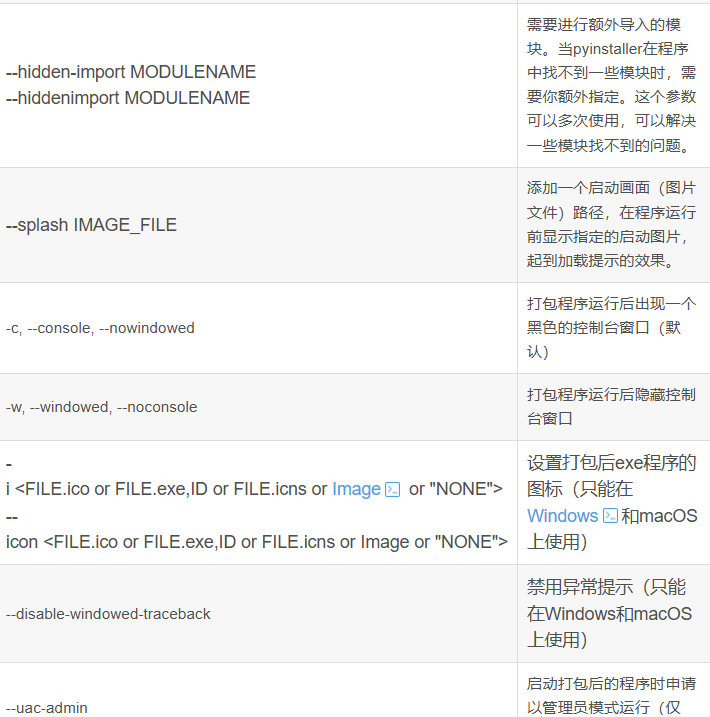 --hidden-import MODULENAME
--hiddenimport MODULENAME
需要进行额外导入的模
块。当pyinstaller在程序
中找不到一些模块时，需
要你额外指定。这个参数
可以多次使用，可以解决
一些模块找不到的问题。
--splash IMAGE_FILE
添加一个启动画面（图片
文件）路径，在程序运行
前显示指定的启动图片，
起到加载提示的效果。
-c, --console, --nowindowed
打包程序运行后出现一个
黑色的控制台窗口（默
认）
-w, --windowed, --noconsole
打包程序运行后隐藏控制
台窗口
-
i <FILE.ico or FILE.exe,ID or FILE.icns or Image or "NONE">
--
icon <FILE.ico or FILE.exe,ID or FILE.icns or Image or "NONE">
设置打包后exe程序的
图标（只能在
Windows和macOS
上使用）
--disable-windowed-traceback
禁用异常提示（只能
在Windows和macOS
上使用）
--uac-admin
启动打包后的程序时申请
以管理员模式运行（仅